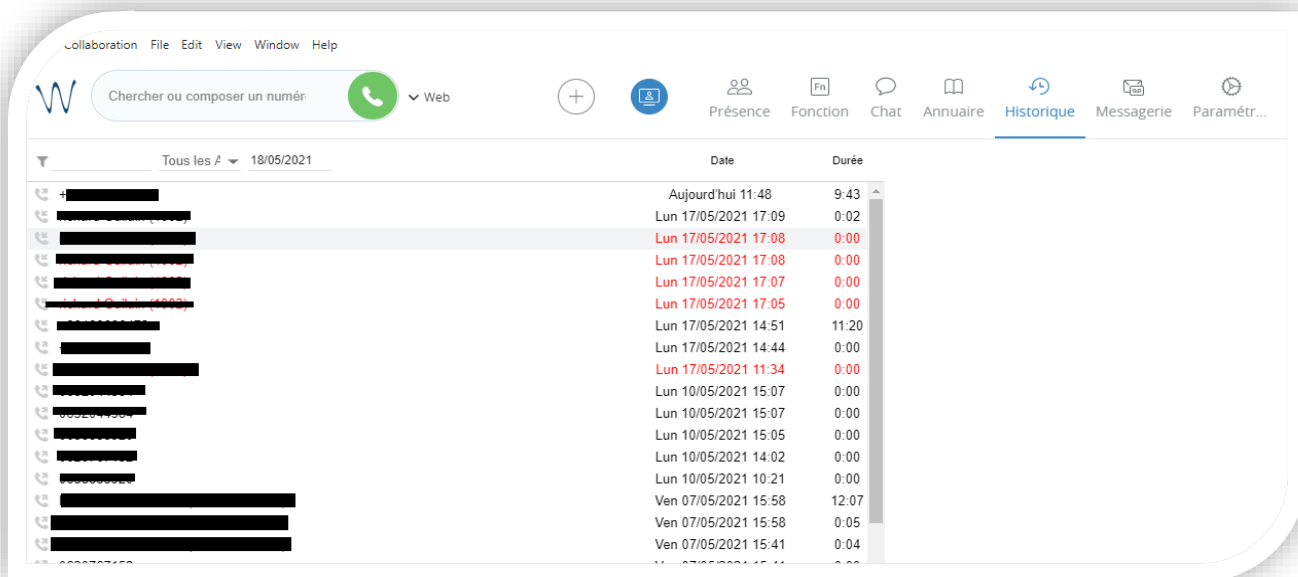 Collaboration File Edit View Window Help
Chercher ou composer un numér Web Présence Fn Fonction Chat Annuaire Historique Messagerie Paramétr...
Tous les 18/05/2021 Date Durée
+ Aujourd'hui 11:48 9:43
Lun 17/05/2021 17:09 0:02
Lun 17/05/2021 17:08 0:00
Lun 17/05/2021 17:08 0:00
Lun 17/05/2021 17:07 0:00
Lun 17/05/2021 17:05 0:00
Lun 17/05/2021 14:51 11:20
Lun 17/05/2021 14:44 0:00
Lun 17/05/2021 11:34 0:00
Lun 10/05/2021 15:07 0:00
Lun 10/05/2021 15:07 0:00
Lun 10/05/2021 15:05 0:00
Lun 10/05/2021 14:02 0:00
Lun 10/05/2021 10:21 0:00
Ven 07/05/2021 15:58 12:07
Ven 07/05/2021 15:58 0:05
Ven 07/05/2021 15:41 0:04